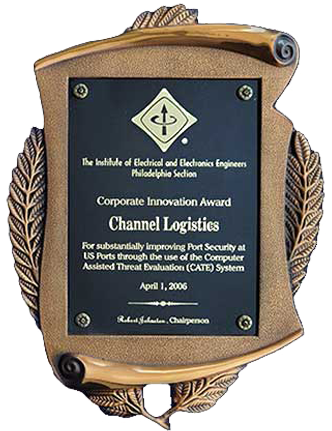 The Institute of Electrical and Electronics Engineers
Philadelphia Section
Corporate Innovation Award
Channel Logistics
For substantially improving Port Security at
US Ports through the use of the Computer
Assisted Threat Evaluation (CATE) System
April 1, 2006
Robert Johnston, Chairperson